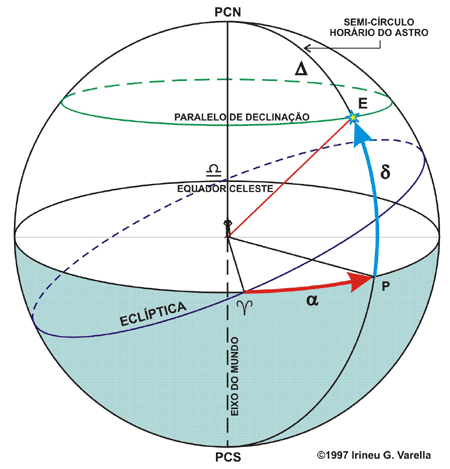 PCN
SEMI-CÍRCULO
HORÁRIO DO ASTRO
Δ
E
PARALELO DE DECLINAÇÃO
♎
δ
EQUADOR CELESTE
P
♈
α
ECLÍPTICA
EIXO DO MUNDO
PCS
©1997 Irineu G. Varella